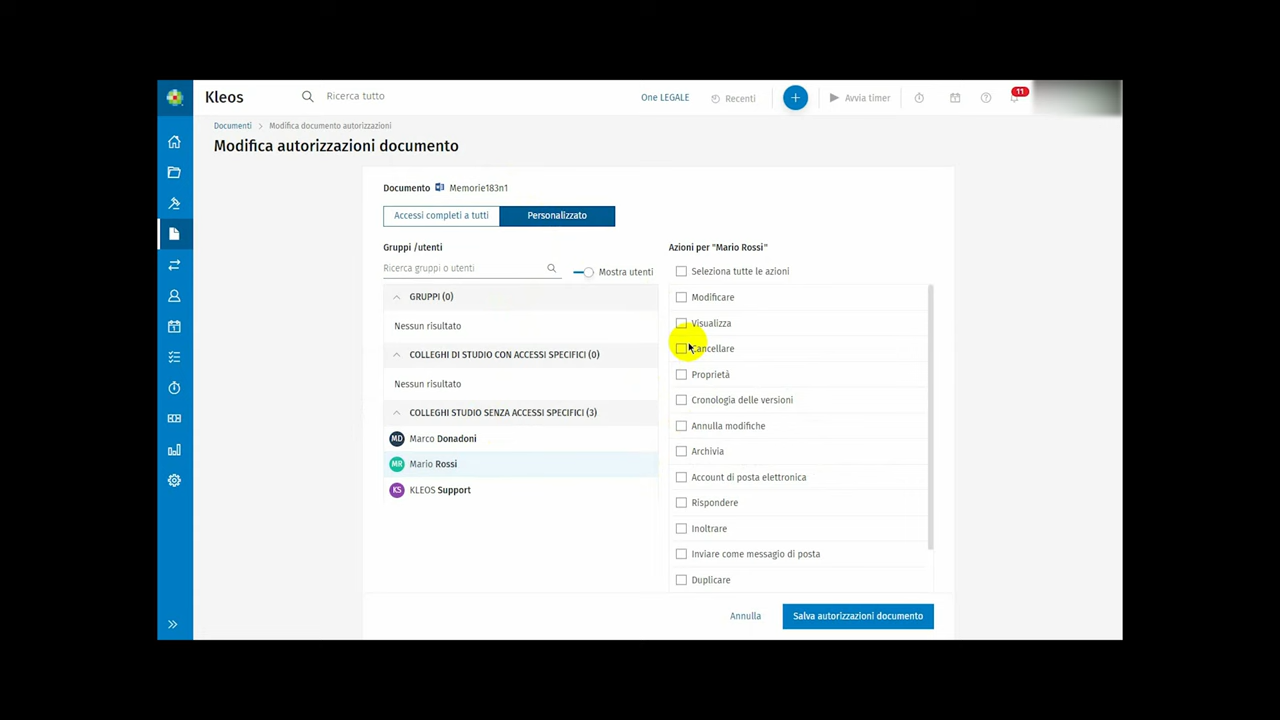 Kleos
Ricerca tutto
One LEGALE
Recenti
+
Avvia timer
11
Documenti > Modifica documento autorizzazioni
Modifica autorizzazioni documento
Documento Memorie183n1
Accessi completi a tutti
Personalizzato
Gruppi /utenti
Ricerca gruppi o utenti
Mostra utenti
GRUPPI (0)
Nessun risultato
COLLEGHI DI STUDIO CON ACCESSI SPECIFICI (0)
Nessun risultato
COLLEGHI STUDIO SENZA ACCESSI SPECIFICI (3)
MD Marco Donadoni
MR Mario Rossi
KS KLEOS Support
Azioni per "Mario Rossi"
Seleziona tutte le azioni
Modificare
Visualizza
Cancellare
Proprietà
Cronologia delle versioni
Annulla modifiche
Archivia
Account di posta elettronica
Rispondere
Inoltrare
Inviare come messagio di posta
Duplicare
Annulla
Salva autorizzazioni documento